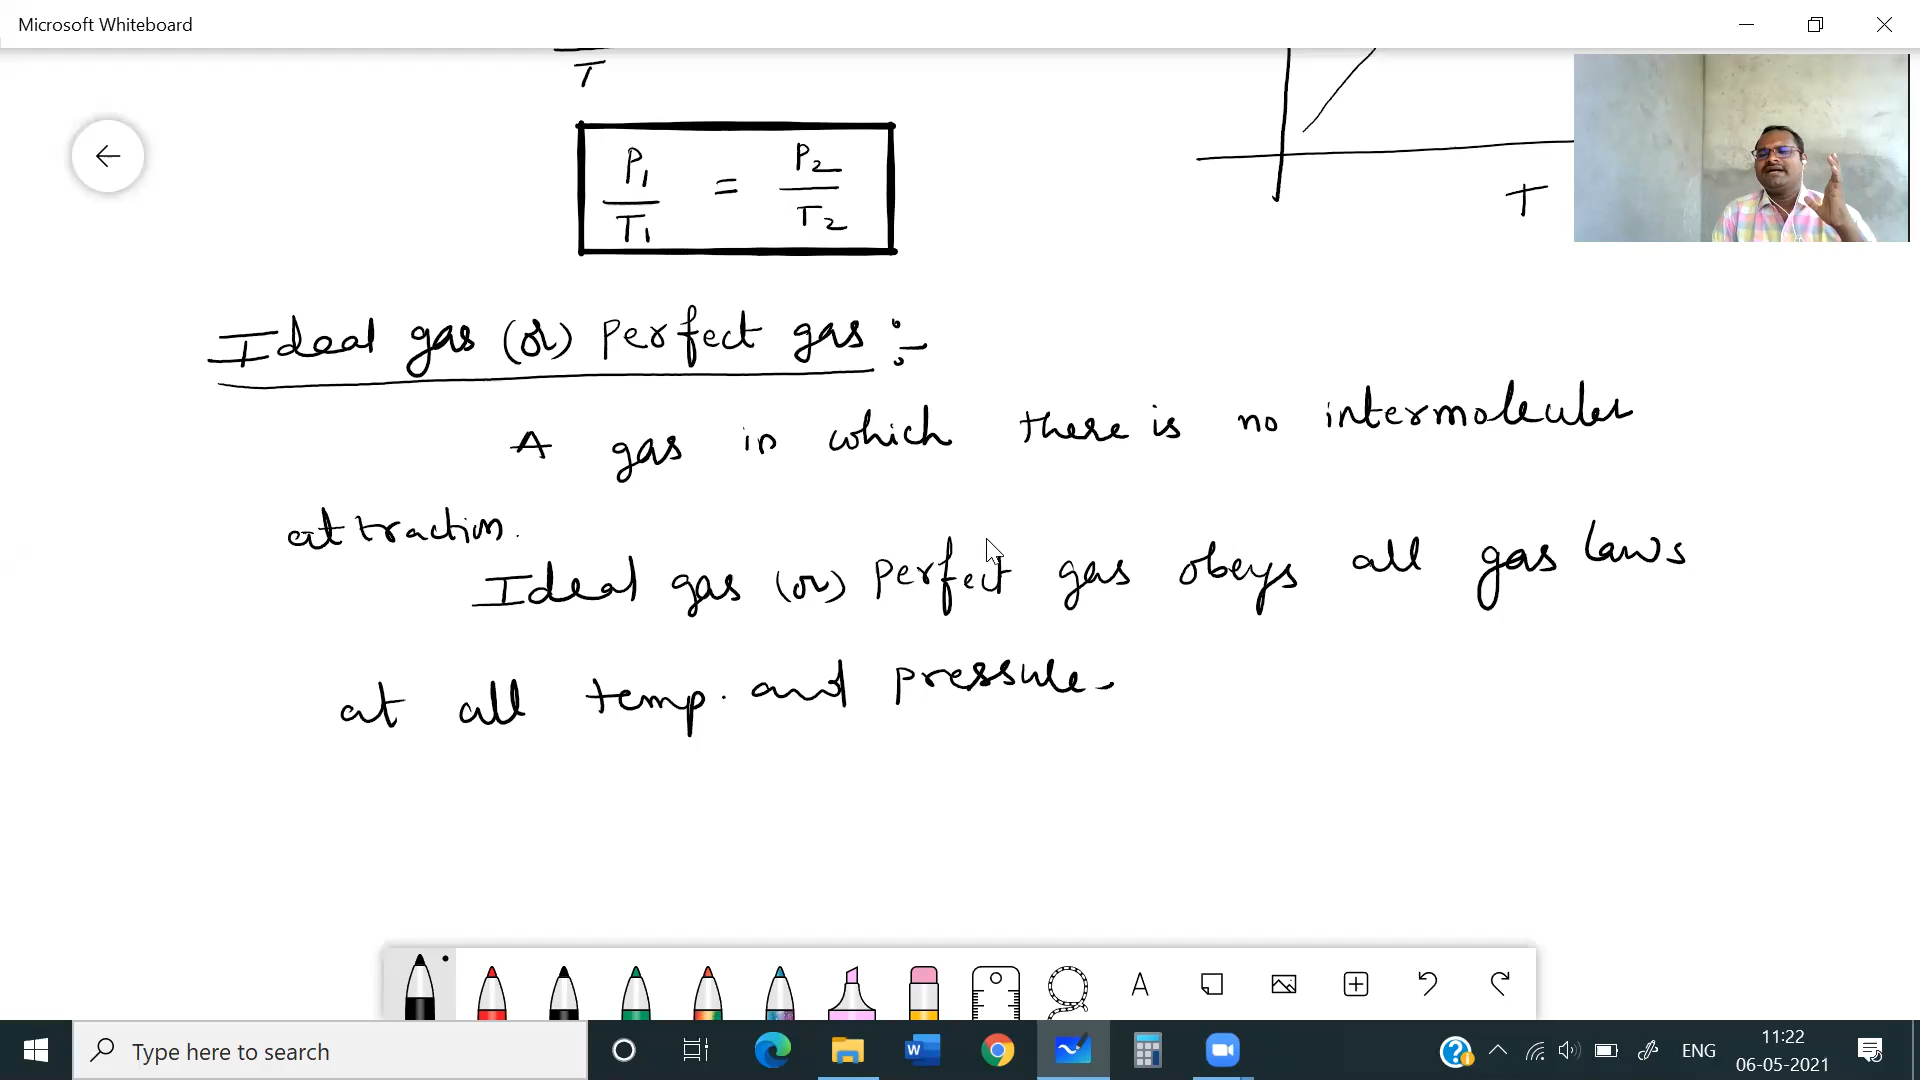 Microsoft Whiteboard
T
P1/T1 = P2/T2
T
Ideal gas (or) Perfect gas :-
A gas in which there is no intermolecular
attraction.
Ideal gas (or) Perfect gas obeys all gas laws
at all temp. and pressure.
A
Type here to search
W
ENG
11:22
06-05-2021